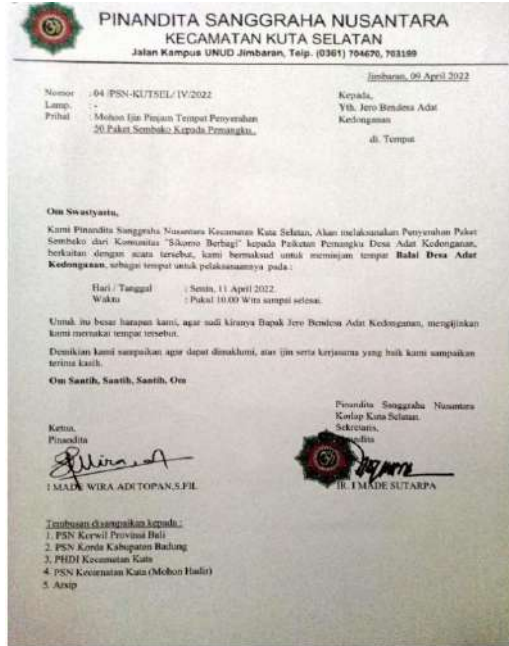 PINANDITA SANGGRAHA NUSANTARA
KECAMATAN KUTA SELATAN
Jalan Kampus UNUD Jimbaran, Telp. (0361) 704670, 703199
Jimbaran, 09 April 2022
Nomor : 04 /PSN-KUTSEL/ IV/2022
Lamp. : -
Prihal : Mohon Ijin Pinjam Tempat Penyerahan
50 Paket Sembako Kepada Pemangku.
Kepada,
Yth. Jero Bendesa Adat
Kedonganan
di. Tempat
Om Swastyastu,
Kami Pinandita Sanggraha Nusantara Kecamatan Kuta Selatan, Akan melaksanakan Penyerahan Paket
Sembako dari Komunitas "Sikomo Berbagi" kepada Paiketan Pemangku Desa Adat Kedonganan,
berkaitan dengan acara tersebut, kami bermaksud untuk meminjam tempat Balai Desa Adat
Kedonganan, sebagai tempat untuk pelaksanaannya pada :
Hari / Tanggal : Senin, 11 April 2022.
Waktu : Pukul 10.00 Wita sampai selesai.
Untuk itu besar harapan kami, agar sudi kiranya Bapak Jero Bendesa Adat Kedonganan, mengijinkan
kami memakai tempat tersebut.
Demikian kami sampaikan agar dapat dimaklumi, atas ijin serta kerjasama yang baik kami sampaikan
terima kasih.
Om Santih, Santih, Santih, Om
Ketua,
Pinandita
I MADE WIRA ADI TOPAN,S.FIL
Pinandita Sanggraha Nusantara
Korlap Kuta Selatan.
Sekretaris,
IR. I MADE SUTARPA
Tembusan disampaikan kepada :
1. PSN Korwil Provinsi Bali
2. PSN Korda Kabupaten Badung
3. PHDI Kecamatan Kuta
4. PSN Kecamatan Kuta (Mohon Hadir)
5. Arsip